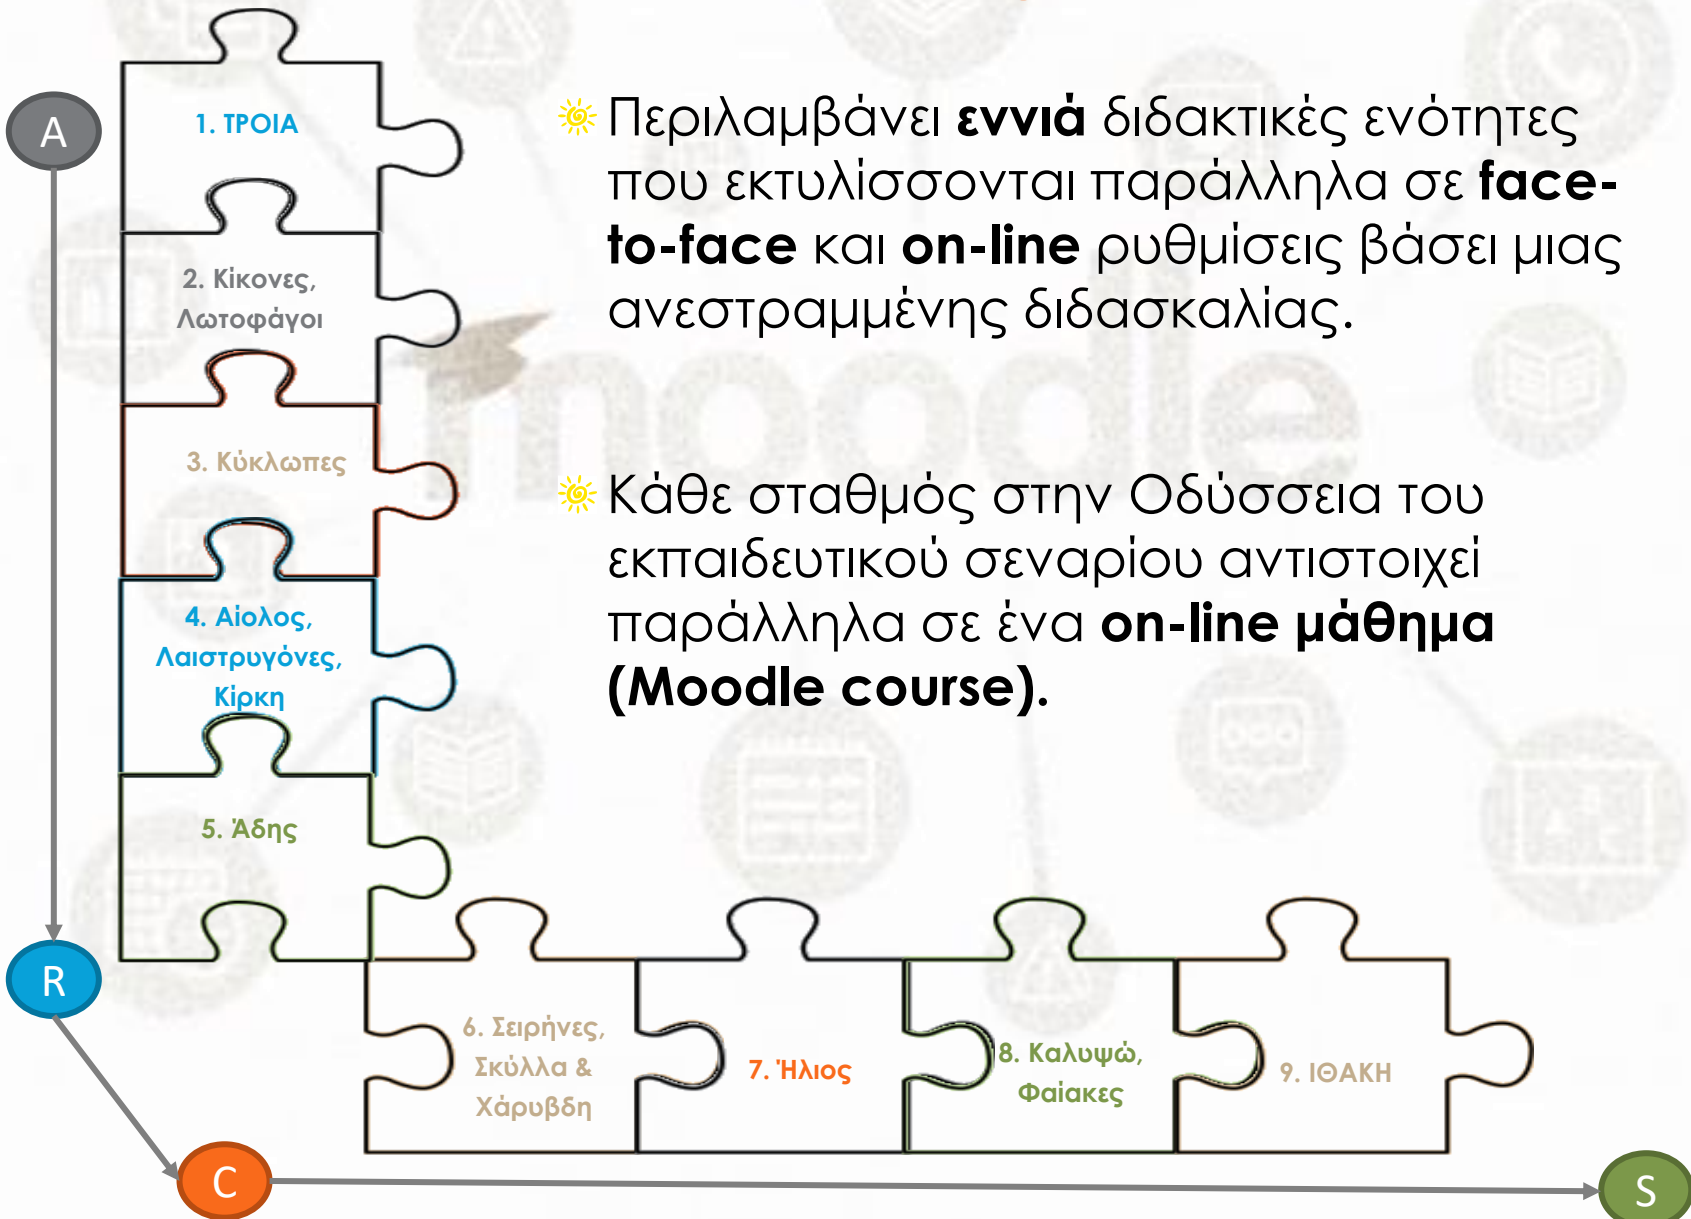 A
1. ΤΡΟΙΑ
2. Κίκονες,
Λωτοφάγοι
3. Κύκλωπες
4. Αίολος,
Λαιστρυγόνες,
Κίρκη
5. Άδης
R
6. Σειρήνες,
Σκύλλα &
Χάρυβδη
7. Ήλιος
8. Καλυψώ,
Φαίακες
9. ΙΘΑΚΗ
C
S
Περιλαμβάνει εννιά διδακτικές ενότητες
που εκτυλίσσονται παράλληλα σε face-
to-face και on-line ρυθμίσεις βάσει μιας
ανεστραμμένης διδασκαλίας.
moodle
Κάθε σταθμός στην Οδύσσεια του
εκπαιδευτικού σεναρίου αντιστοιχεί
παράλληλα σε ένα on-line μάθημα
(Moodle course).